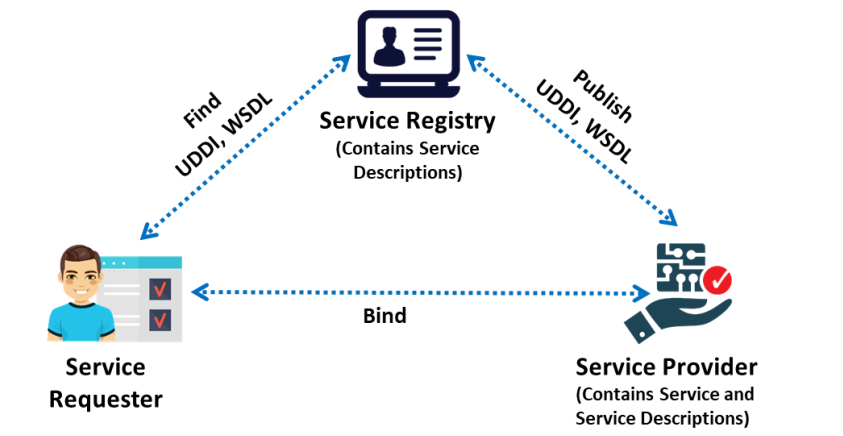 Find
UDDI, WSDL
Publish
UDDI, WSDL
Service Registry
(Contains Service
Descriptions)
Bind
Service
Requester
Service Provider
(Contains Service and
Service Descriptions)